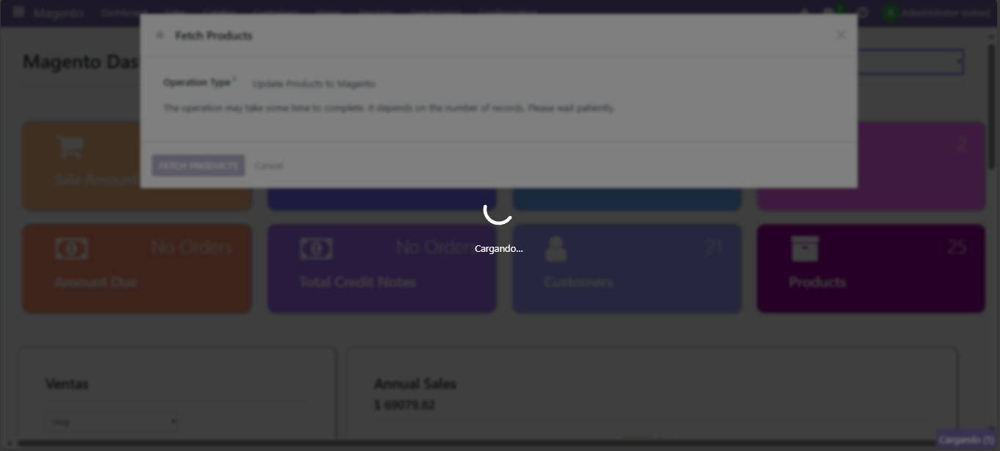 Magento
Dashboard
Administrator (odoo)
Fetch Products
Magento Das
Operation Type ?
Update Products to Magento
The operation may take some time to complete. It depends on the number of records. Please wait patiently.
FETCH PRODUCTS
Cancel
2
Sale Amount
Cargando...
No Orders
Amount Due
No Orders
Total Credit Notes
21
Customers
25
Products
Ventas
Hoy
Annual Sales
$ 69079.82
Cargando (1)